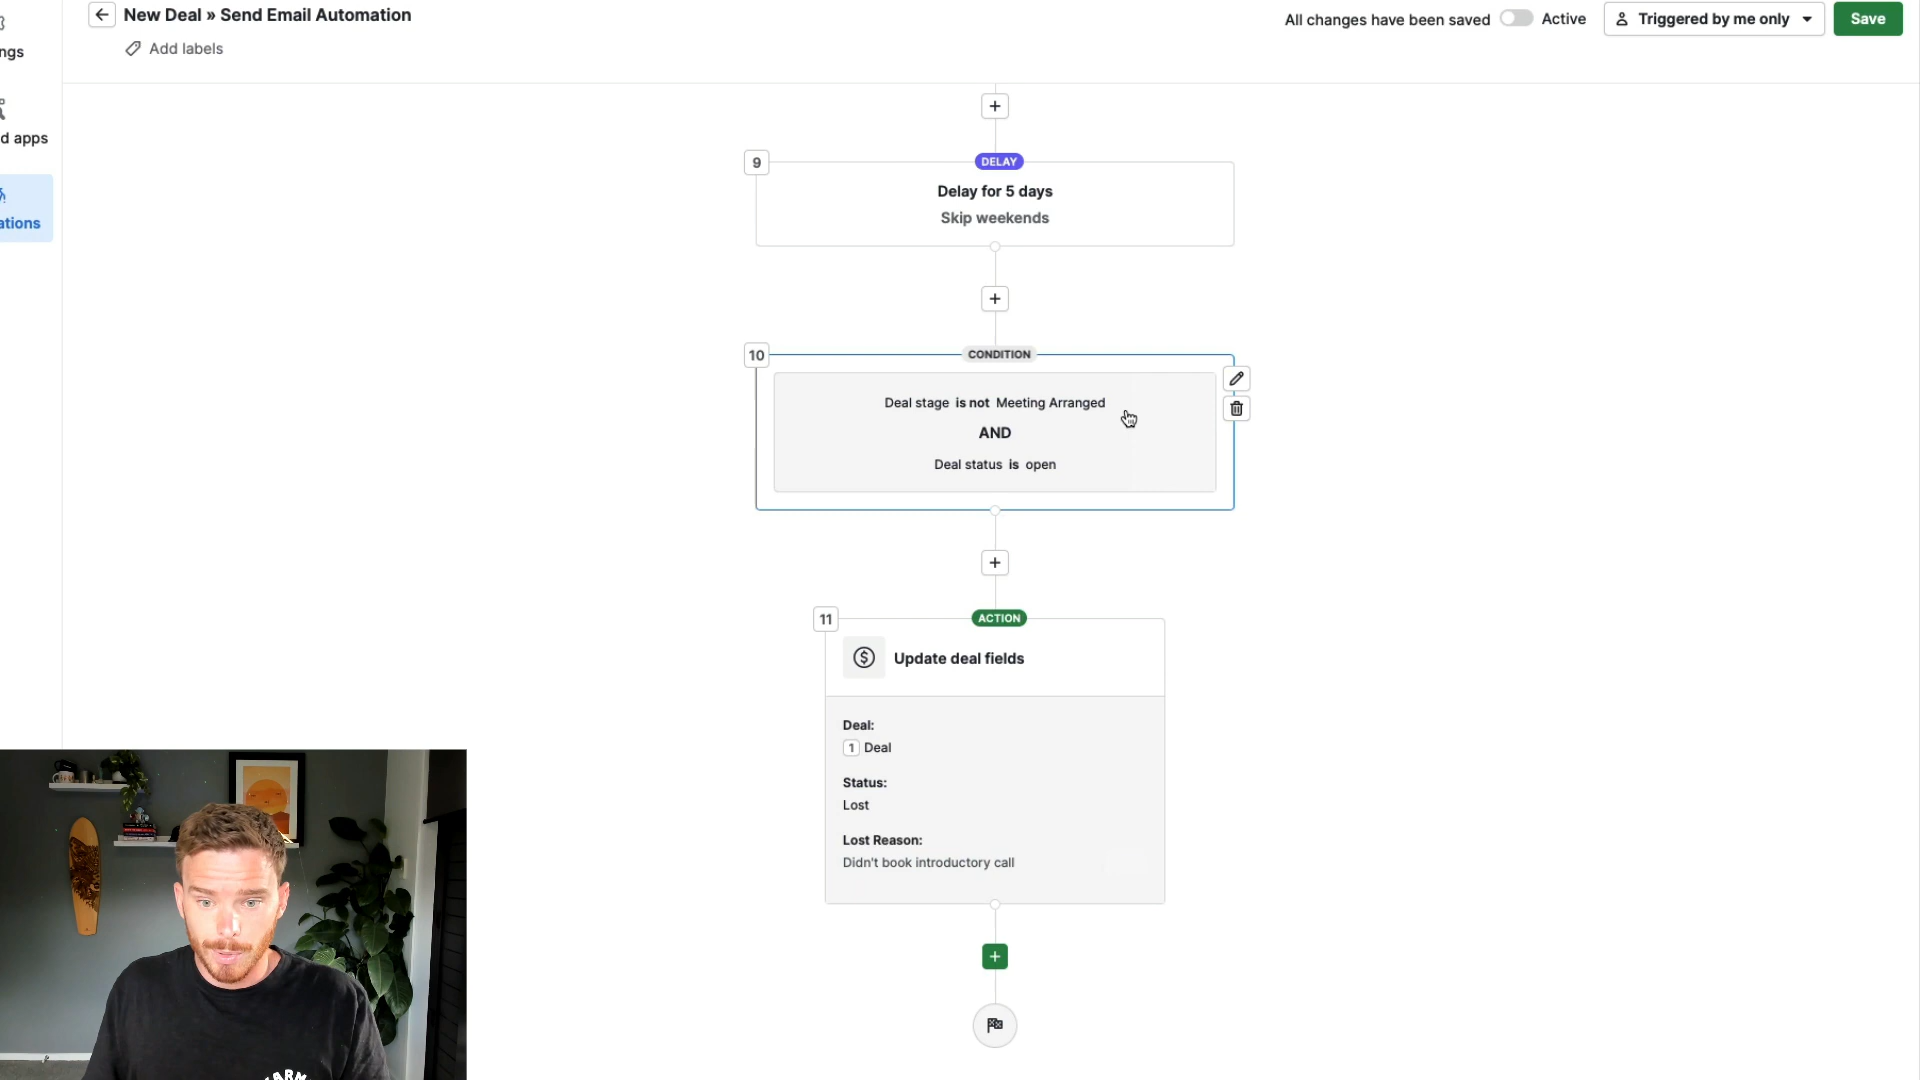 New Deal » Send Email Automation
All changes have been saved
Active
Triggered by me only
Save
Add labels
ngs
d apps
ations
9
DELAY
Delay for 5 days
Skip weekends
10
CONDITION
Deal stage is not Meeting Arranged
AND
Deal status is open
11
ACTION
Update deal fields
Deal:
1 Deal
Status:
Lost
Lost Reason:
Didn't book introductory call